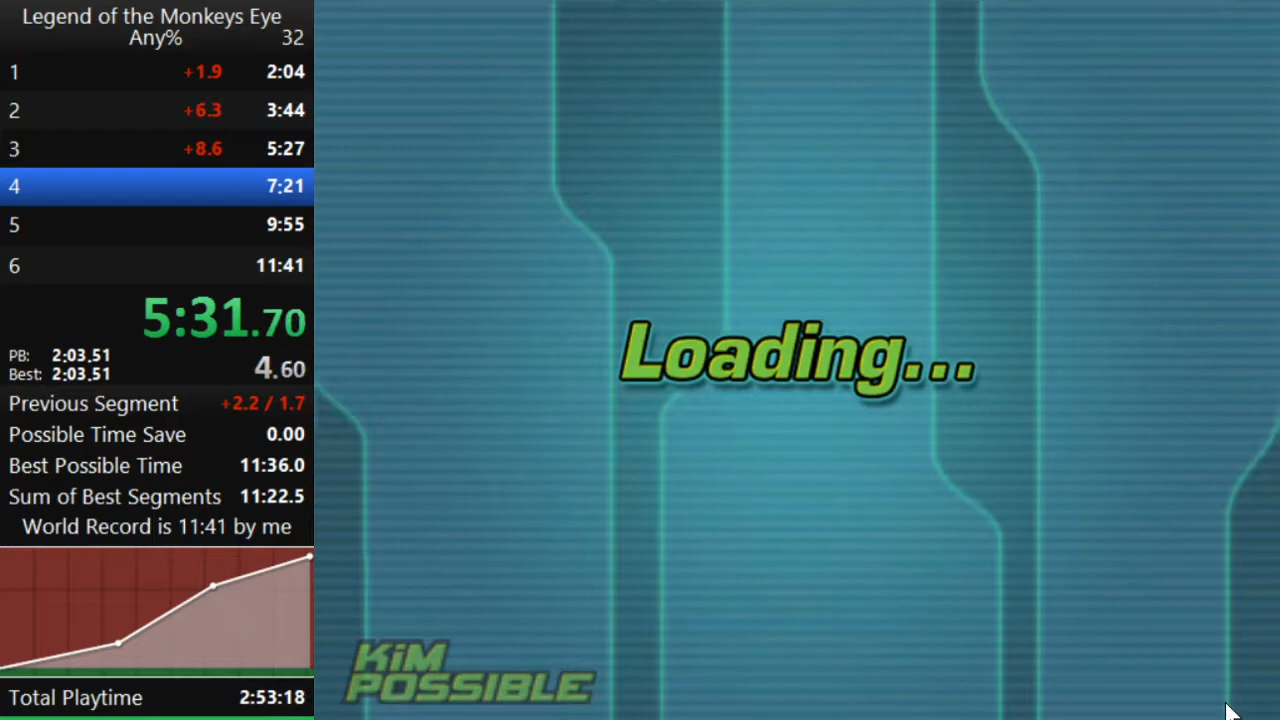 Legend of the Monkeys Eye
Any% 32
1 +1.9 2:04
2 +6.3 3:44
3 +8.6 5:27
4 7:21
5 9:55
6 11:41
5:31.70
PB: 2:03.51
Best: 2:03.51 4.60
Previous Segment +2.2 / 1.7
Possible Time Save 0.00
Best Possible Time 11:36.0
Sum of Best Segments 11:22.5
World Record is 11:41 by me
Total Playtime 2:53:18
Loading...
KiM
POSSIBLE